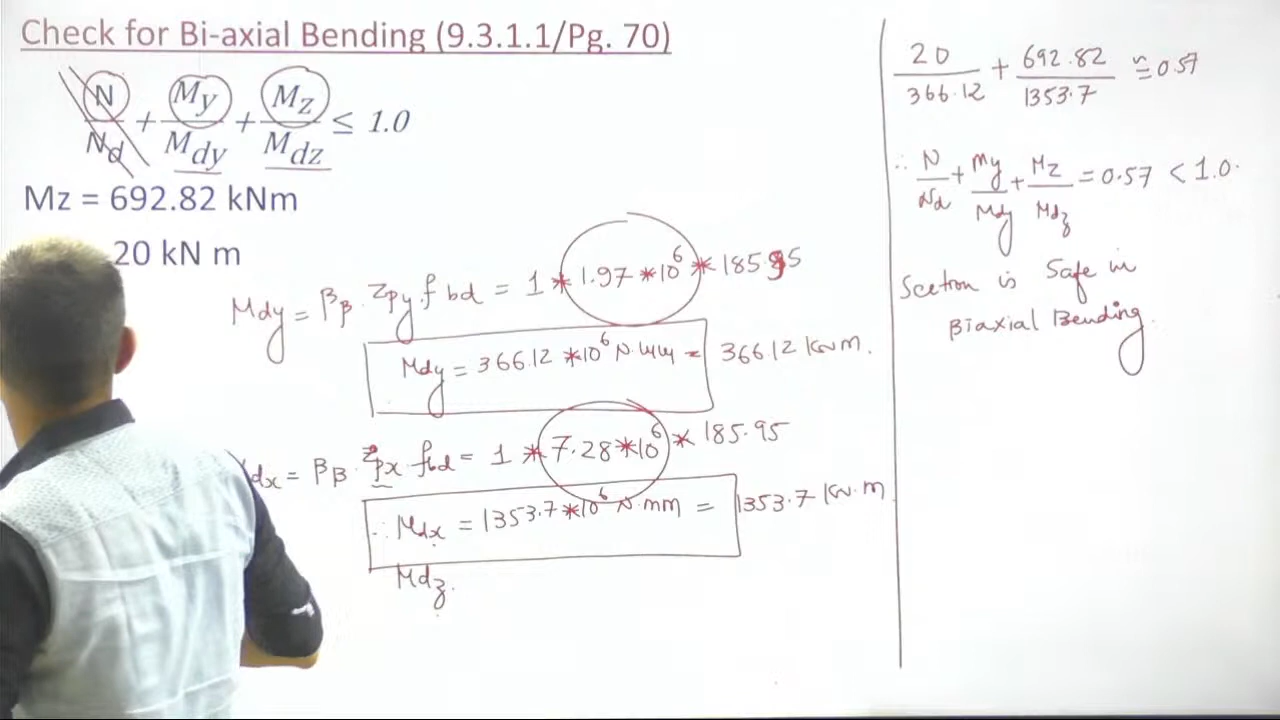 Check for Bi-axial Bending (9.3.1.1/Pg. 70)
N/Nd + My/Mdy + Mz/Mdz ≤ 1.0
Mz = 692.82 kNm
20 kN m
Mdy = βB . Zpy . f bd = 1 * 1.97 * 10^6 * 185.95
Mdy = 366.12 * 10^6 N.mm = 366.12 kNm.
dx = βB . Zpx . fbd = 1 * 7.28 * 10^6 * 185.95
∴ Mdx = 1353.7 * 10^6 N.mm = 1353.7 kN.m
Mdz.
20/366.12 + 692.82/1353.7 ≃ 0.57
∴ N/Nd + My/Mdy + Mz/Mdz = 0.57 < 1.0.
Section is Safe in
Biaxial Bending.